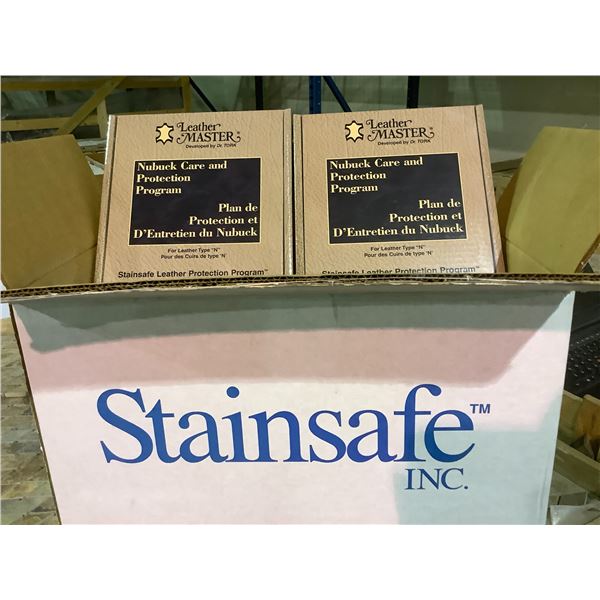 Leather
MASTER™
Developed by Dr. TORK
Nubuck Care and
Protection
Program
Plan de
Protection et
D'Entretien du Nubuck
For Leather Type "N"
Pour des Cuirs de type 'N'
Stainsafe Leather Protection Program™
Leather
MASTER™
Developed by Dr. TORK
Nubuck Care and
Protection
Program
Plan de
Protection et
D'Entretien du Nubuck
For Leather Type "N"
Pour des Cuirs de type 'N'
Stainsafe Leather Protection Program™
Stainsafe™
INC.